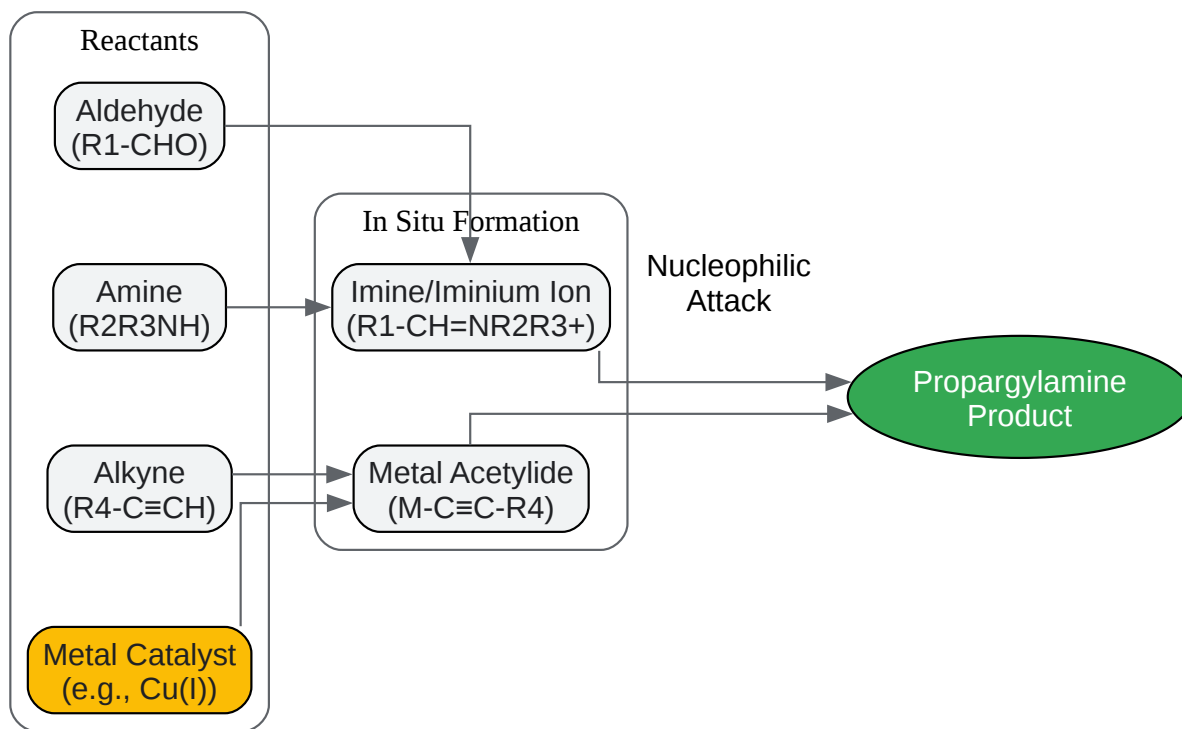 Reactants
Aldehyde
(R1-CHO)
In Situ Formation
Amine
(R2R3NH)
Imine/Iminium Ion
(R1-CH=NR2R3+)
Nucleophilic
Attack
Propargylamine
Product
Alkyne
(R4-C≡CH)
Metal Acetylide
(M-C≡C-R4)
Metal Catalyst
(e.g., Cu(I))